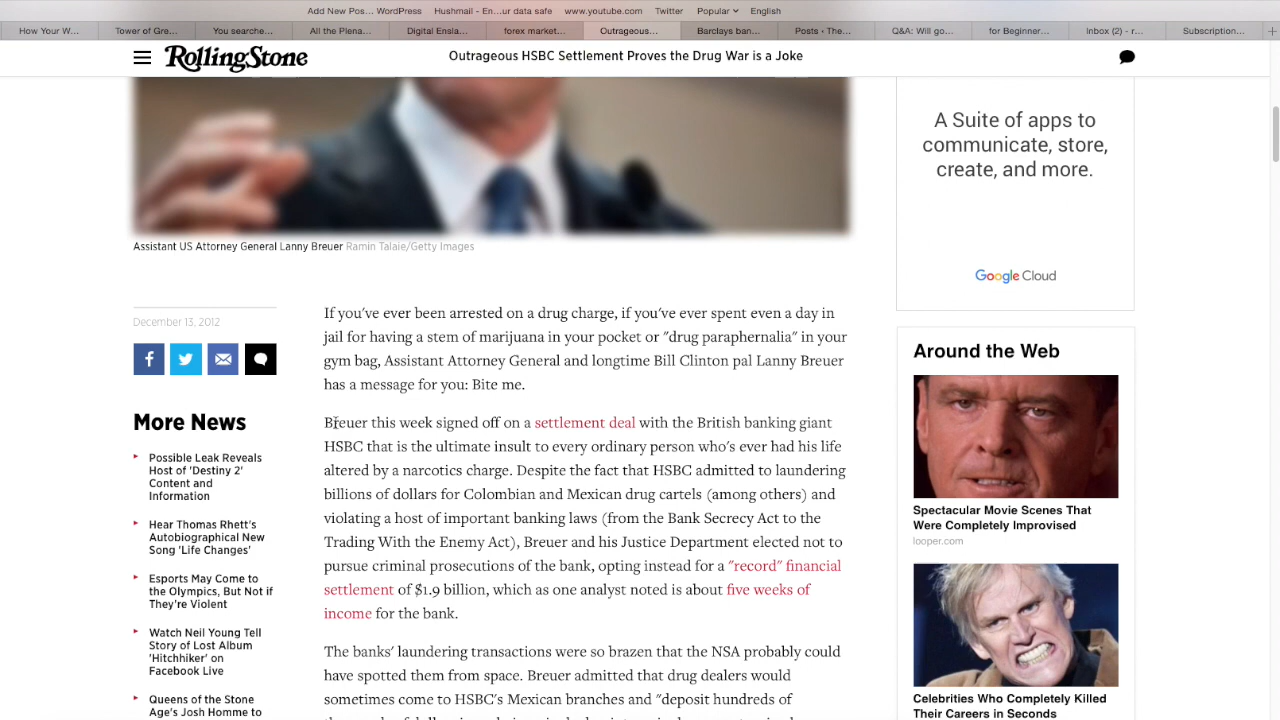 Add New Pos... WordPress Hushmail - En...ur data safe www.youtube.com Twitter Popular English
How Your W... Tower of Gre... You searche... All the Plena... Digital Ensla... forex market... Outrageous... Barclays ban... Posts ‹ The... Q&A: Will go... for Beginner... Inbox (2) - r... Subscription...
RollingStone
Outrageous HSBC Settlement Proves the Drug War is a Joke
Assistant US Attorney General Lanny Breuer Ramin Talaie/Getty Images
December 13, 2012
More News
Possible Leak Reveals
Host of 'Destiny 2'
Content and
Information
Hear Thomas Rhett's
Autobiographical New
Song 'Life Changes'
Esports May Come to
the Olympics, But Not if
They're Violent
Watch Neil Young Tell
Story of Lost Album
'Hitchhiker' on
Facebook Live
Queens of the Stone
Age's Josh Homme to
If you've ever been arrested on a drug charge, if you've ever spent even a day in
jail for having a stem of marijuana in your pocket or "drug paraphernalia" in your
gym bag, Assistant Attorney General and longtime Bill Clinton pal Lanny Breuer
has a message for you: Bite me.
Breuer this week signed off on a settlement deal with the British banking giant
HSBC that is the ultimate insult to every ordinary person who's ever had his life
altered by a narcotics charge. Despite the fact that HSBC admitted to laundering
billions of dollars for Colombian and Mexican drug cartels (among others) and
violating a host of important banking laws (from the Bank Secrecy Act to the
Trading With the Enemy Act), Breuer and his Justice Department elected not to
pursue criminal prosecutions of the bank, opting instead for a "record" financial
settlement of $1.9 billion, which as one analyst noted is about five weeks of
income for the bank.
The banks' laundering transactions were so brazen that the NSA probably could
have spotted them from space. Breuer admitted that drug dealers would
sometimes come to HSBC's Mexican branches and "deposit hundreds of
A Suite of apps to
communicate, store,
create, and more.
Google Cloud
Around the Web
Spectacular Movie Scenes That
Were Completely Improvised
looper.com
Celebrities Who Completely Killed
Their Careers in Seconds